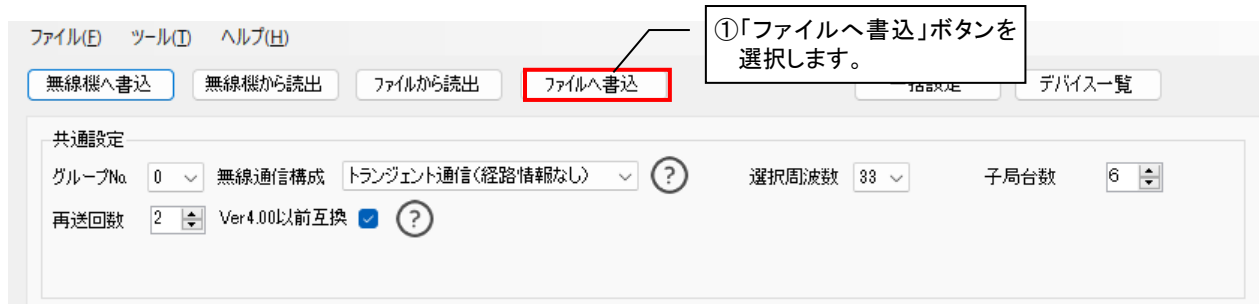 ファイル(F) ツール(T) ヘルプ(H)
①「ファイルへ書込」ボタンを
選択します。
無線機へ書込 無線機から読出 ファイルから読出 ファイルへ書込 一括設定 デバイス一覧
共通設定
グループNo. 0 無線通信構成 トランジェント通信(経路情報なし) ? 選択周波数 33 子局台数 6
再送回数 2 Ver4.00以前互換 ?